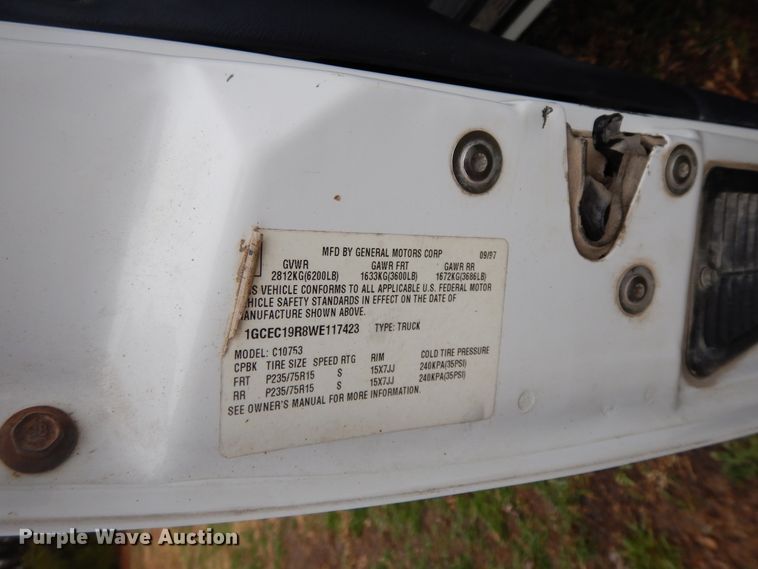 MFD BY GENERAL MOTORS CORP 09/97
GVWR GAWR FRT GAWR RR
2812KG(6200LB) 1633KG(3600LB) 1672KG(3686LB)
S VEHICLE CONFORMS TO ALL APPLICABLE U.S. FEDERAL MOTOR
HICLE SAFETY STANDARDS IN EFFECT ON THE DATE OF
MANUFACTURE SHOWN ABOVE.
1GCEC19R8WE117423 TYPE: TRUCK
MODEL: C10753
CPBK TIRE SIZE SPEED RTG RIM COLD TIRE PRESSURE
FRT P235/75R15 S 15X7JJ 240KPA(35PSI)
RR P235/75R15 S 15X7JJ 240KPA(35PSI)
SEE OWNER'S MANUAL FOR MORE INFORMATION.
Purple Wave Auction